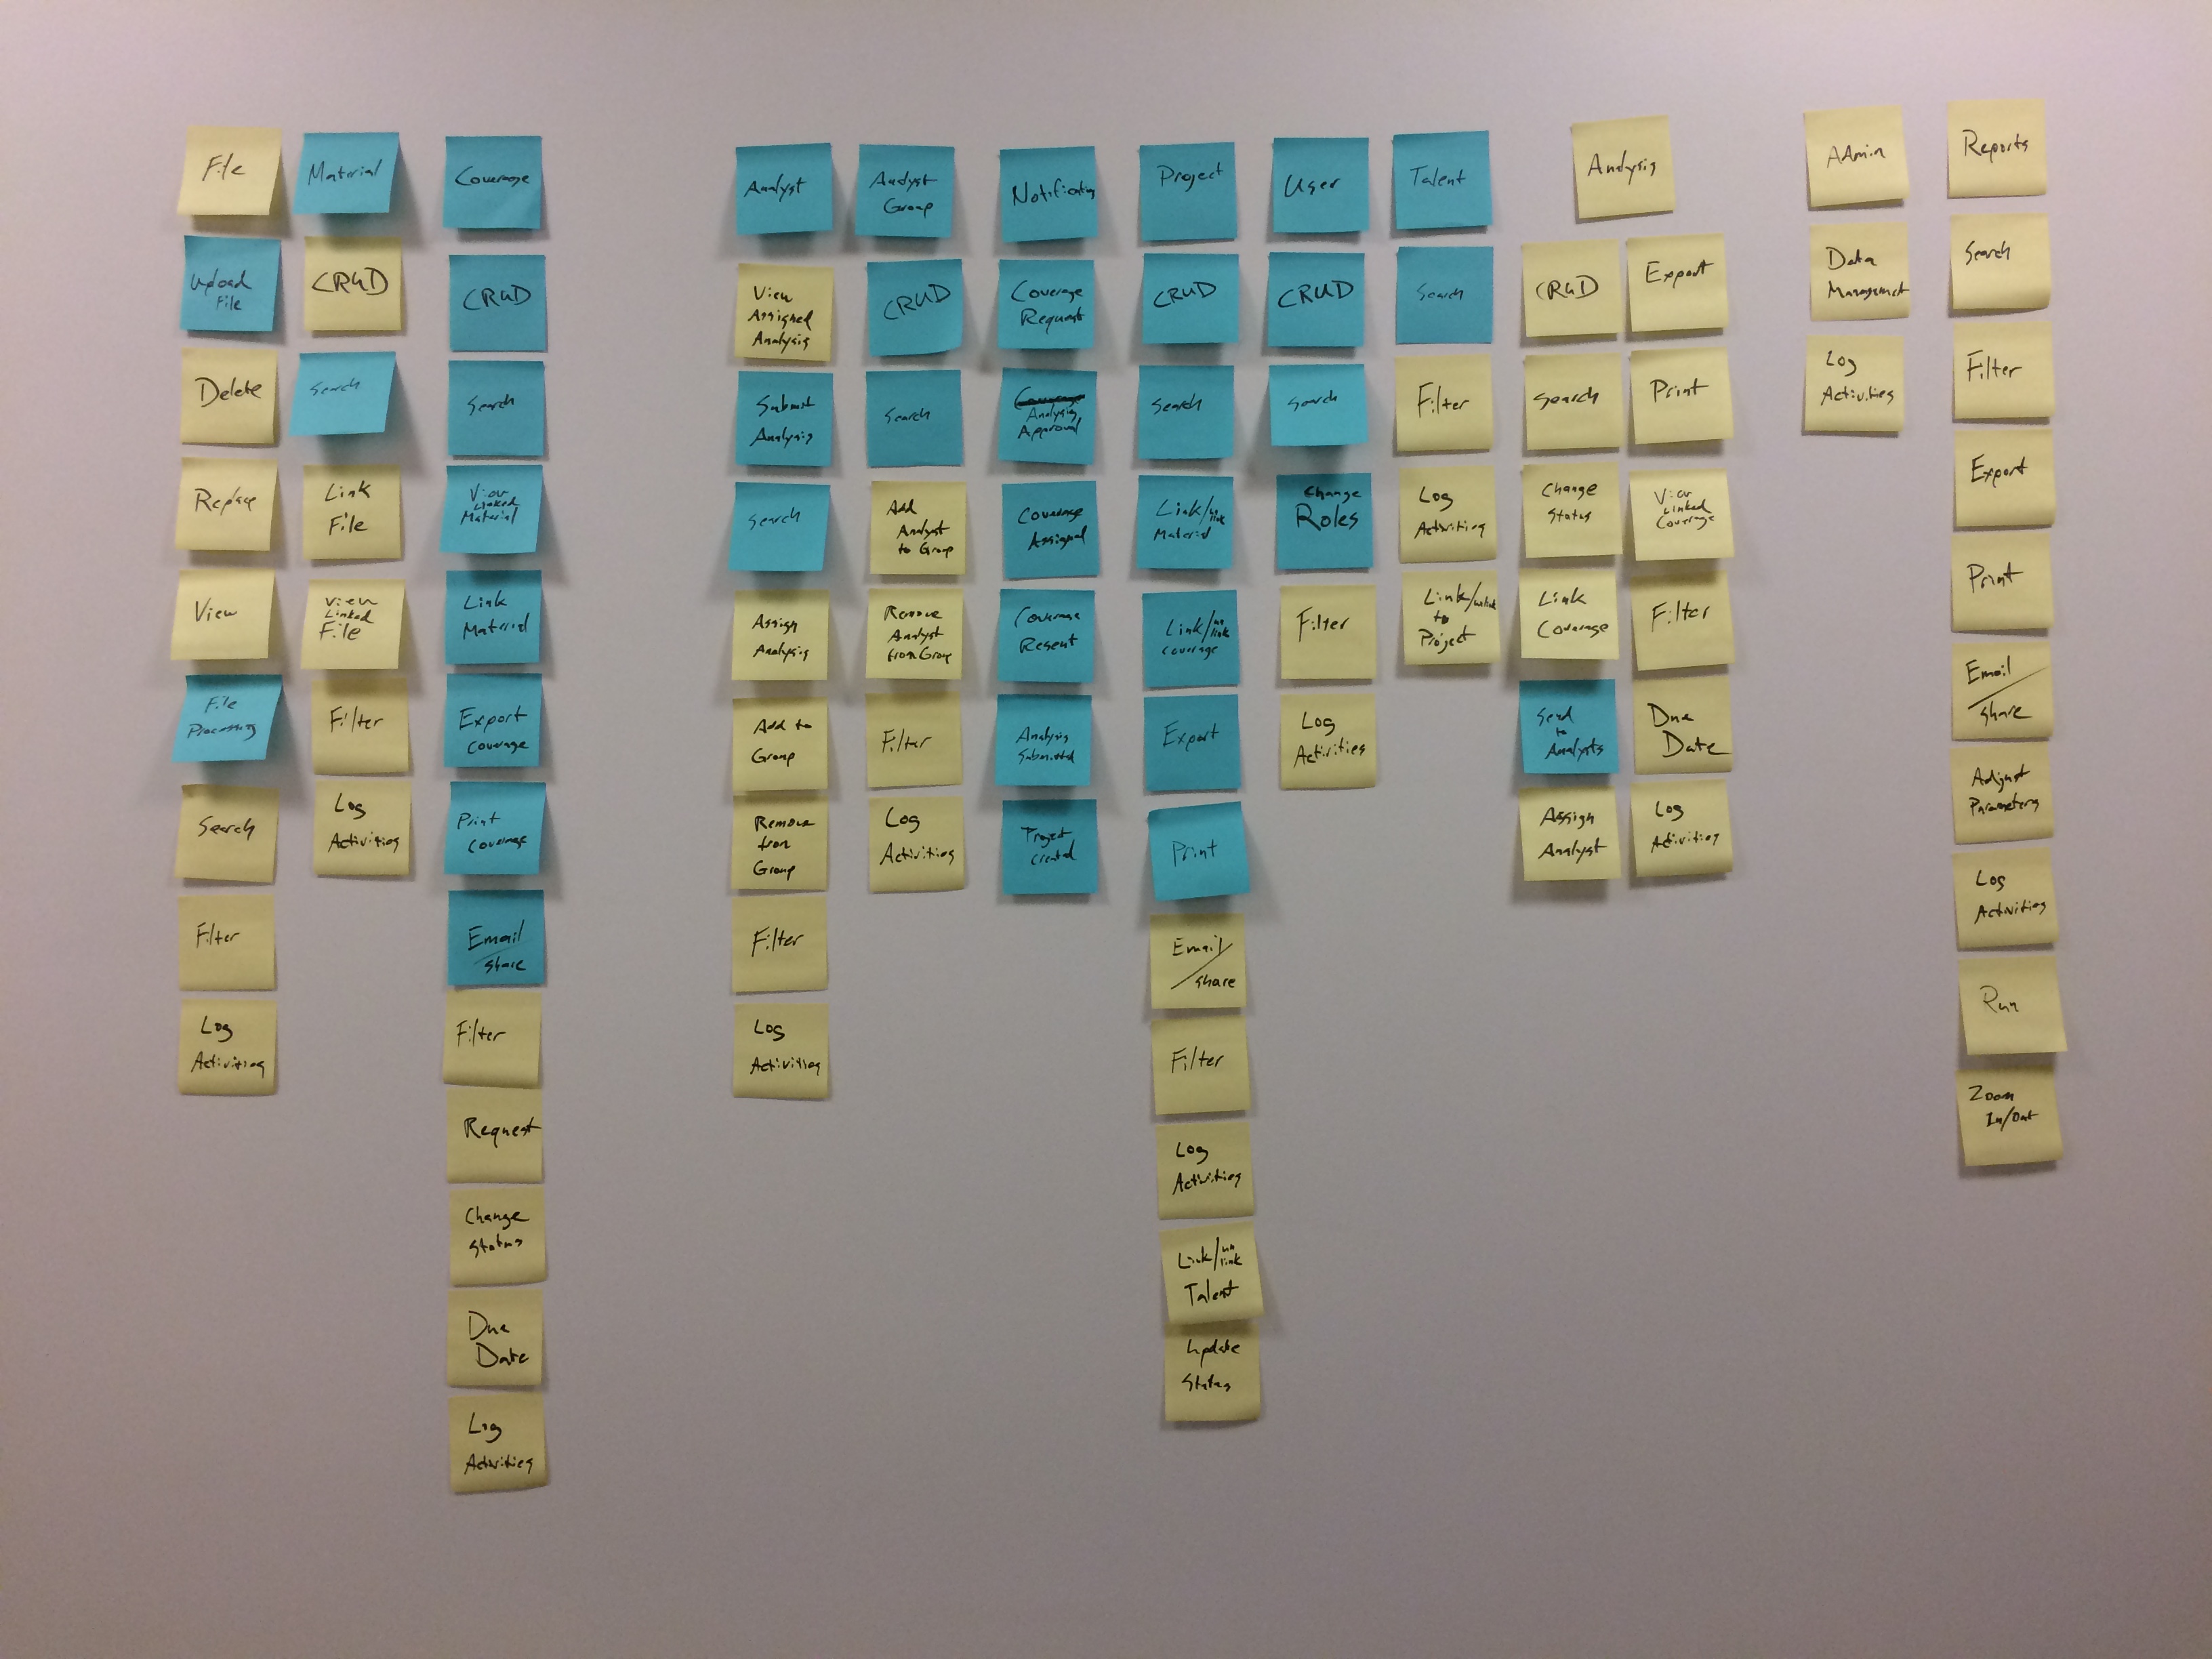 File
Upload
File
Delete
Replace
View
File
Processing
Search
Filter
Log
Activities
Material
CRUD
Search
Link
File
View
Linked
File
Filter
Log
Activities
Coverage
CRUD
Search
View
Linked
Material
Link
Material
Export
Coverage
Print
Coverage
Email
/Share
Filter
Request
Change
Status
Due
Date
Log
Activities
Analyst
View
Assigned
Analysis
Submit
Analysis
Search
Assign
Analysis
Add to
Group
Remove
from
Group
Filter
Log
Activities
Analyst
Group
CRUD
Search
Add
Analyst
to Group
Remove
Analyst
from Group
Filter
Log
Activities
Notification
Coverage
Request
Coverage
Analysis
Approval
Coverage
Assigned
Coverage
Resent
Analysis
Submitted
Project
Created
Project
CRUD
Search
Link/un
link
Material
Link/un
link
Coverage
Export
Print
Email/
Share
Filter
Log
Activities
Link/un
link
Talent
Update
Status
User
CRUD
Search
Change
Roles
Filter
Log
Activities
Talent
Search
Filter
Log
Activities
Link/unlink
to
Project
Analysis
CRUD
Search
Change
Status
Link
Coverage
Send
to
Analysts
Assign
Analyst
Export
Print
View
Linked
Coverage
Filter
Due
Date
Log
Activities
Admin
Data
Management
Log
Activities
Reports
Search
Filter
Export
Print
Email
/Share
Adjust
Parameters
Log
Activities
Run
Zoom
In/Out